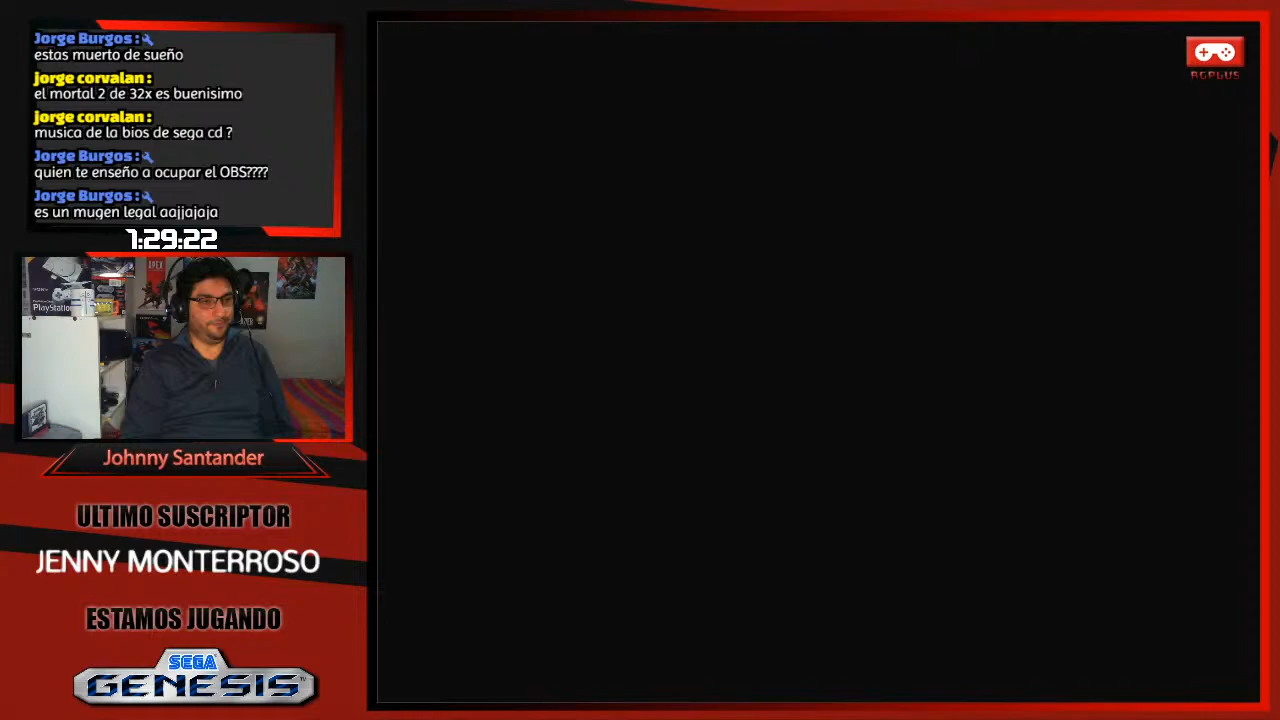 Jorge Burgos :
estas muerto de sueño
jorge corvalan :
el mortal 2 de 32x es buenisimo
jorge corvalan :
musica de la bios de sega cd ?
Jorge Burgos :
quien te enseño a ocupar el OBS????
Jorge Burgos :
es un mugen legal aajjajaja
1:29:22
PlayStation
Johnny Santander
ULTIMO SUSCRIPTOR
JENNY MONTERROSO
ESTAMOS JUGANDO
SEGA
GENESIS
RGPLUS